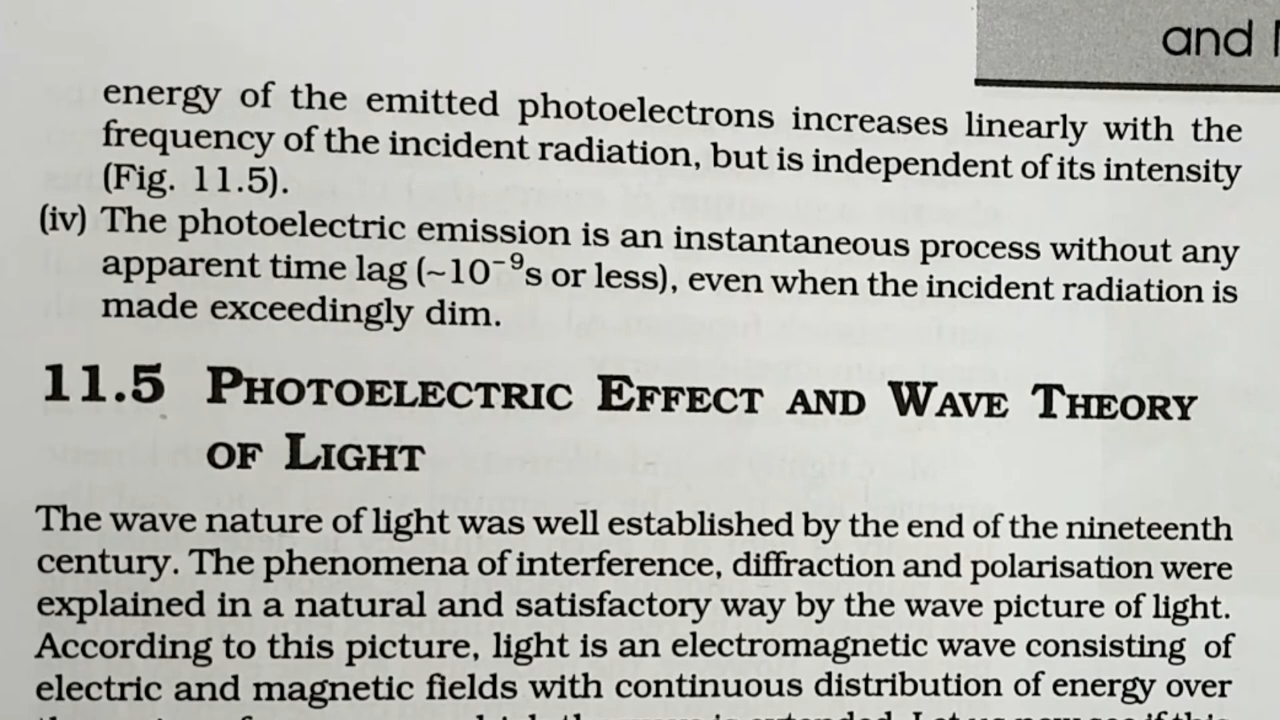 and
energy of the emitted photoelectrons increases linearly with the
frequency of the incident radiation, but is independent of its intensity
(Fig. 11.5).
(iv) The photoelectric emission is an instantaneous process without any
apparent time lag (~10⁻⁹s or less), even when the incident radiation is
made exceedingly dim.
11.5 PHOTOELECTRIC EFFECT AND WAVE THEORY
OF LIGHT
The wave nature of light was well established by the end of the nineteenth
century. The phenomena of interference, diffraction and polarisation were
explained in a natural and satisfactory way by the wave picture of light.
According to this picture, light is an electromagnetic wave consisting of
electric and magnetic fields with continuous distribution of energy over